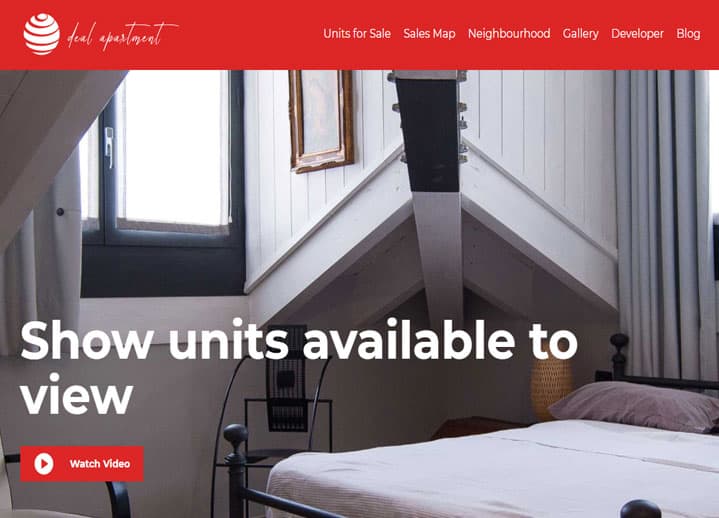 deal apartment
Units for Sale Sales Map Neighbourhood Gallery Developer Blog
Show units available to
view
Watch Video